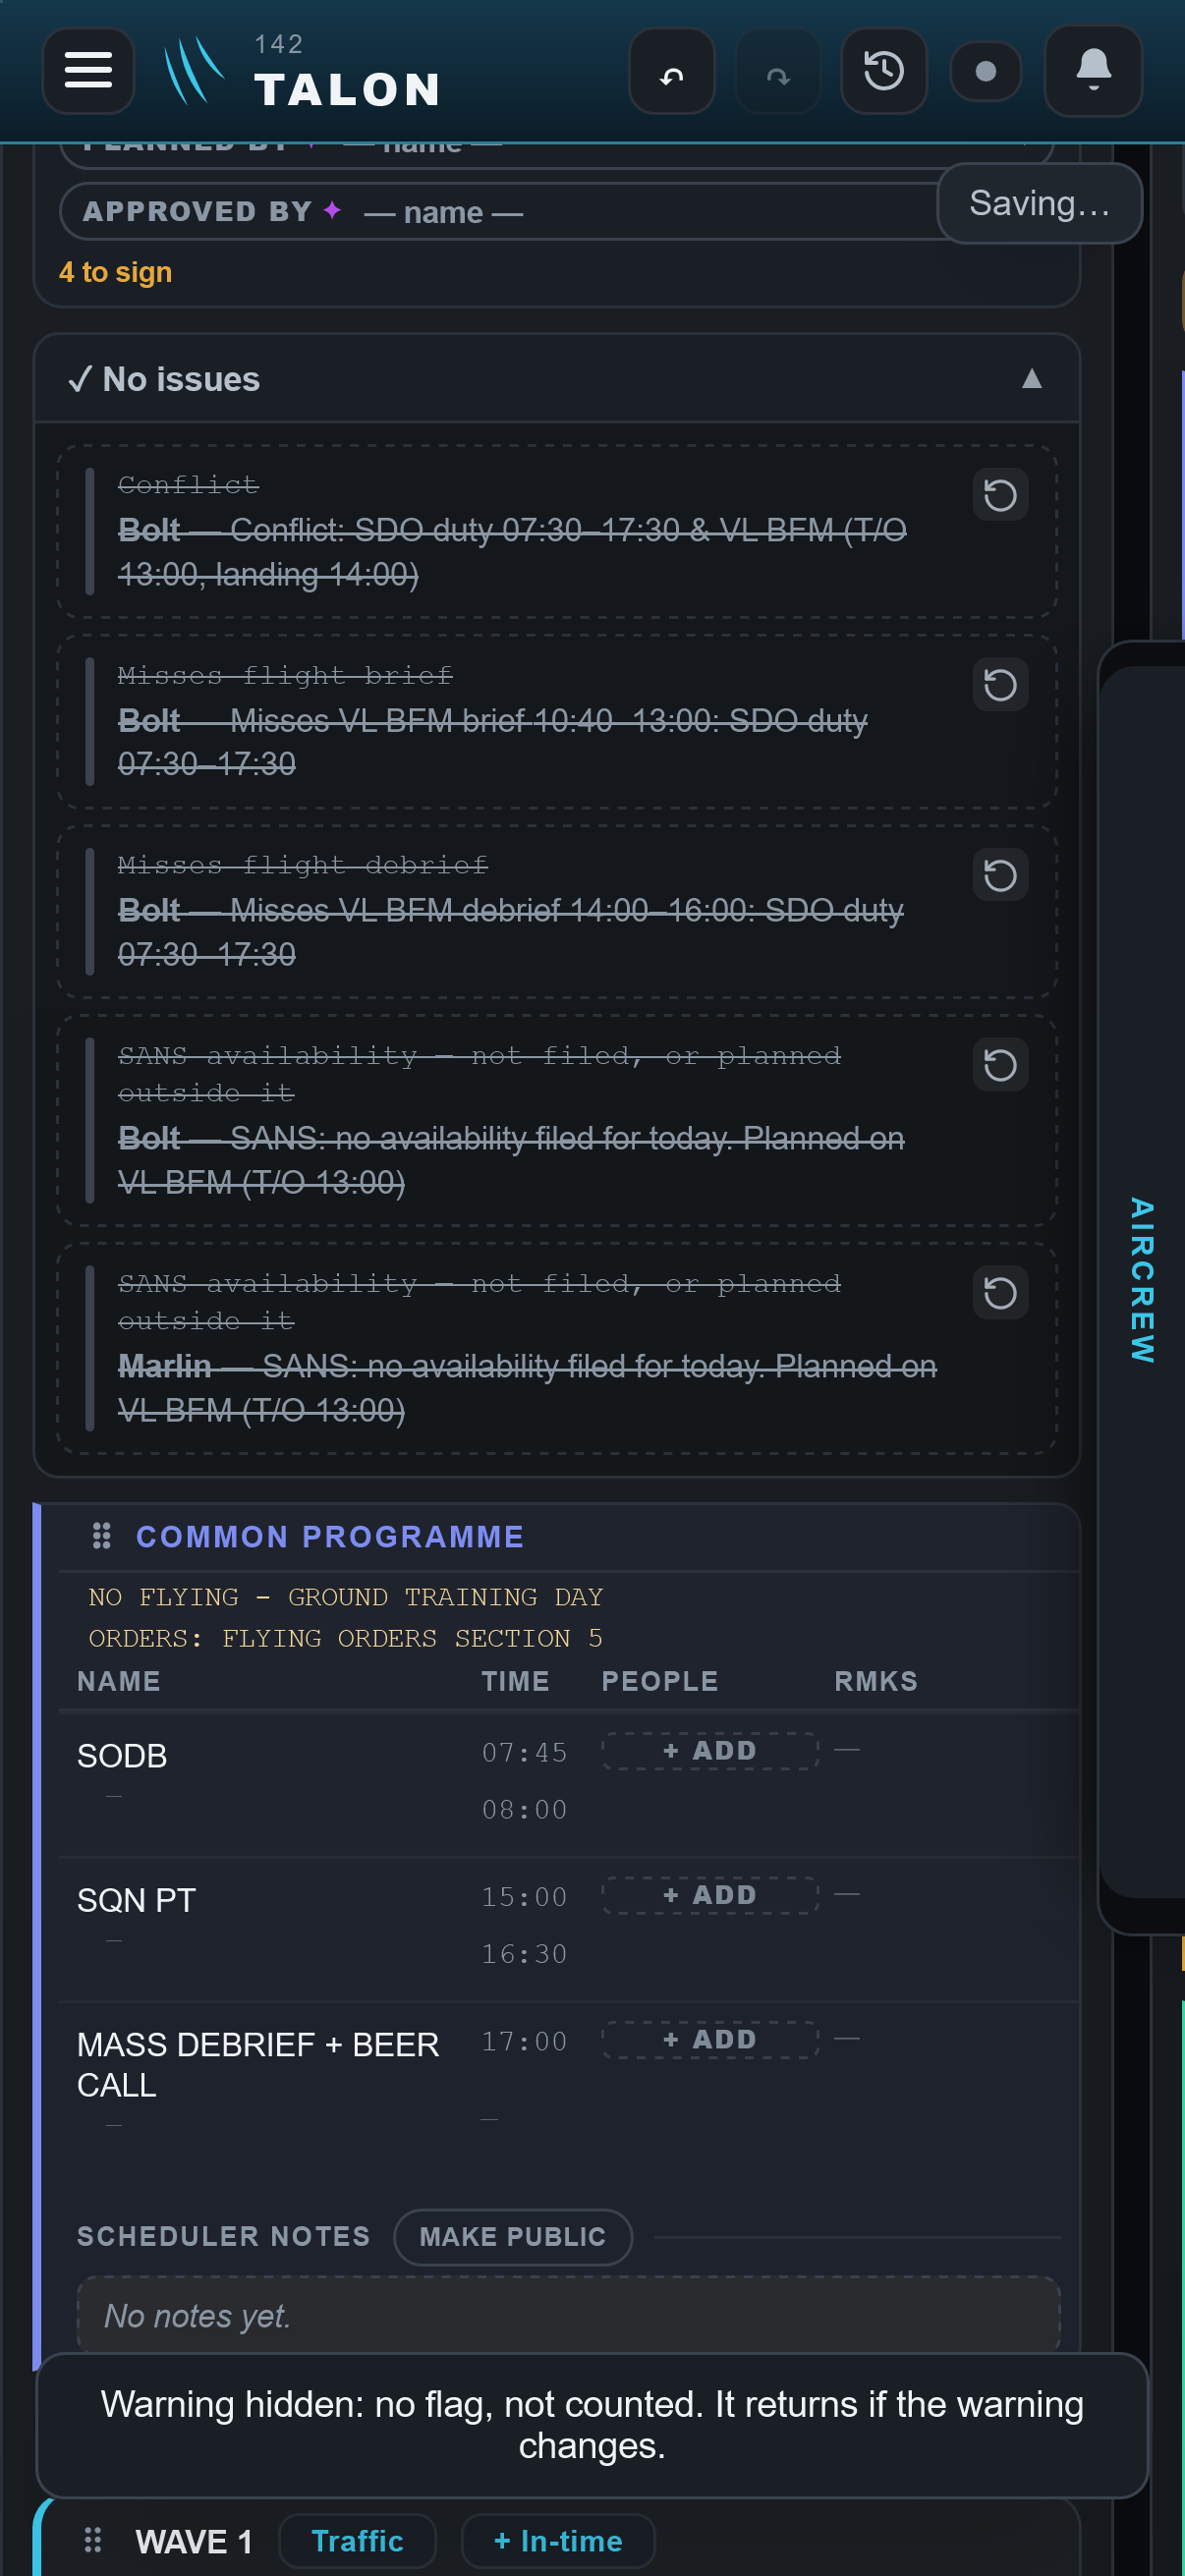 142
TALON
PLANNED BY ✦ — name —
APPROVED BY ✦ — name —
Saving…
4 to sign
✓ No issues ▲
Conflict
Bolt — Conflict: SDO duty 07:30–17:30 & VL BFM (T/O
13:00, landing 14:00)
Misses flight brief
Bolt — Misses VL BFM brief 10:40–13:00: SDO duty
07:30–17:30
Misses flight debrief
Bolt — Misses VL BFM debrief 14:00–16:00: SDO duty
07:30–17:30
SANS availability — not filed, or planned
outside it
Bolt — SANS: no availability filed for today. Planned on
VL BFM (T/O 13:00)
SANS availability — not filed, or planned
outside it
Marlin — SANS: no availability filed for today. Planned on
VL BFM (T/O 13:00)
AIRCREW
COMMON PROGRAMME
NO FLYING - GROUND TRAINING DAY
ORDERS: FLYING ORDERS SECTION 5
NAME TIME PEOPLE RMKS
SODB 07:45 + ADD —
— 08:00
SQN PT 15:00 + ADD —
— 16:30
MASS DEBRIEF + BEER 17:00 + ADD —
CALL
— —
SCHEDULER NOTES MAKE PUBLIC
No notes yet.
Warning hidden: no flag, not counted. It returns if the warning
changes.
WAVE 1 Traffic + In-time